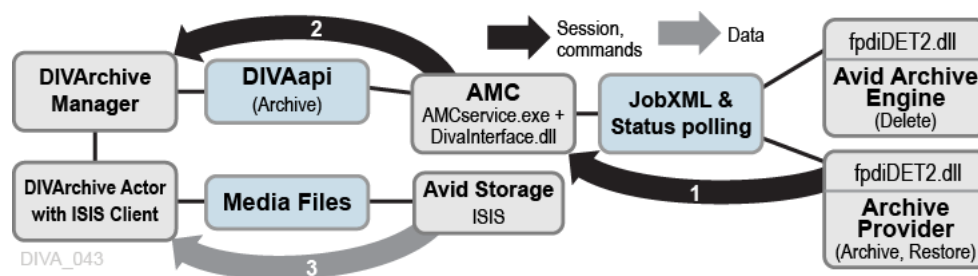 2
Session,
commands
Data
fpdiDET2.dll
Avid Archive
Engine
(Delete)
DIVArchive
Manager
DIVAapi
(Archive)
AMC
AMCservice.exe +
DivaInterface.dll
JobXML &
Status polling
DIVArchive Actor
with ISIS Client
Media Files
Avid Storage
ISIS
1
fpdiDET2.dll
Archive
Provider
(Archive, Restore)
3
DIVA_043